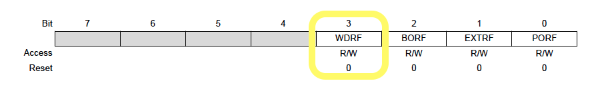 Bit 7 6 5 4 3 2 1 0
WDRF BORF EXTRF PORF
Access R/W R/W R/W R/W
Reset 0 0 0 0